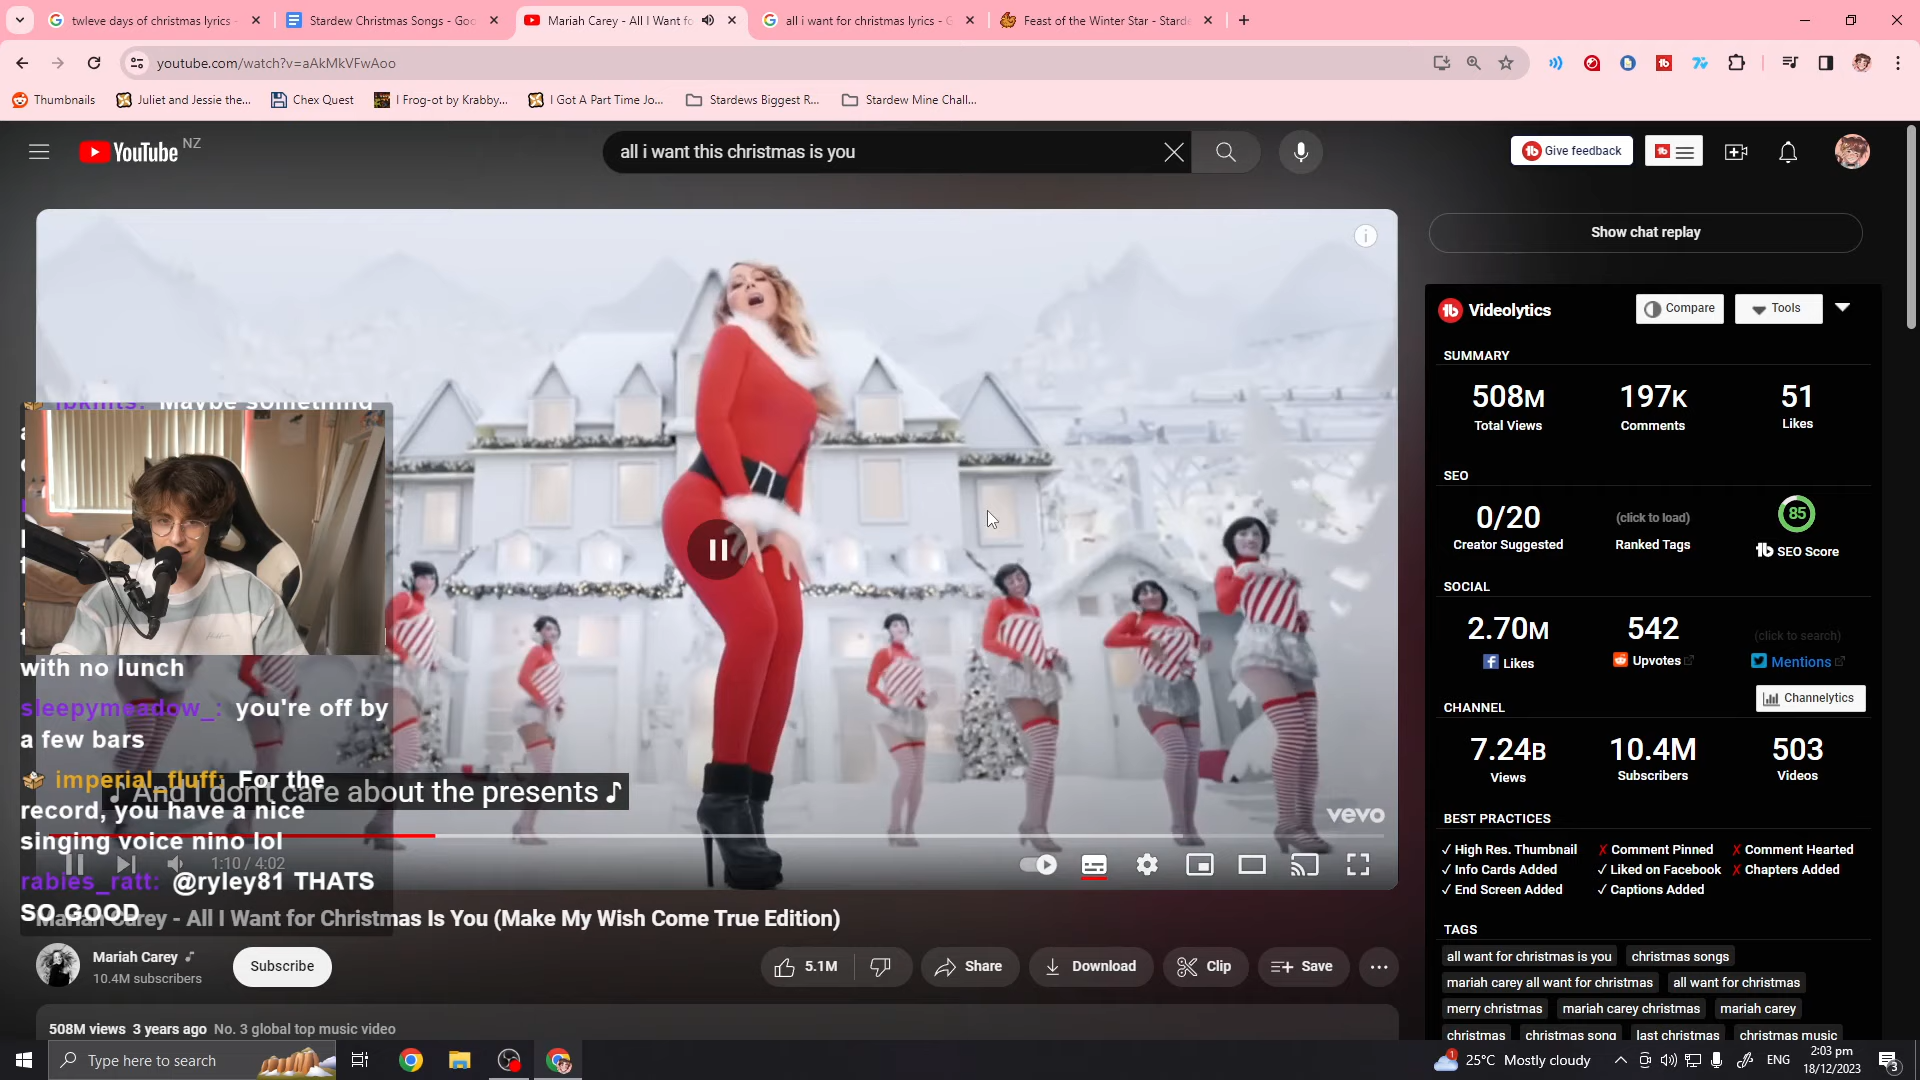 twleve days of christmas lyrics -
Stardew Christmas Songs - Goo
Mariah Carey - All I Want fo
all i want for christmas lyrics - G
Feast of the Winter Star - Starde
youtube.com/watch?v=aAkMkVFwAoo
Thumbnails
Juliet and Jessie the...
Chex Quest
I Frog-ot by Krabby...
I Got A Part Time Jo...
Stardews Biggest R...
Stardew Mine Chall...
YouTube NZ
all i want this christmas is you
Give feedback
Show chat replay
Videolytics
Compare
Tools
SUMMARY
508M 197K 51
Total Views Comments Likes
SEO
0/20 (click to load) 85
Creator Suggested Ranked Tags SEO Score
SOCIAL
2.70M 542 (click to search)
Likes Upvotes Mentions
Channelytics
CHANNEL
7.24B 10.4M 503
Views Subscribers Videos
BEST PRACTICES
✓ High Res. Thumbnail ✗ Comment Pinned ✗ Comment Hearted
✓ Info Cards Added ✓ Liked on Facebook ✗ Chapters Added
✓ End Screen Added ✓ Captions Added
TAGS
all want for christmas is you christmas songs
mariah carey all want for christmas all want for christmas
merry christmas mariah carey christmas mariah carey
christmas christmas song last christmas christmas music
Maybe something
with no lunch
sleepymeadow_: you're off by
a few bars
imperial_fluff: For the
record, you have a nice
singing voice nino lol
rabies_ratt: @ryley81 THATS
SO GOOD
♪ And I don't care about the presents ♪
vevo
1:10 / 4:02
Mariah Carey - All I Want for Christmas Is You (Make My Wish Come True Edition)
Mariah Carey
10.4M subscribers
Subscribe
5.1M
Share
Download
Clip
Save
508M views 3 years ago No. 3 global top music video
Type here to search
25°C Mostly cloudy
ENG
2:03 pm
18/12/2023
3